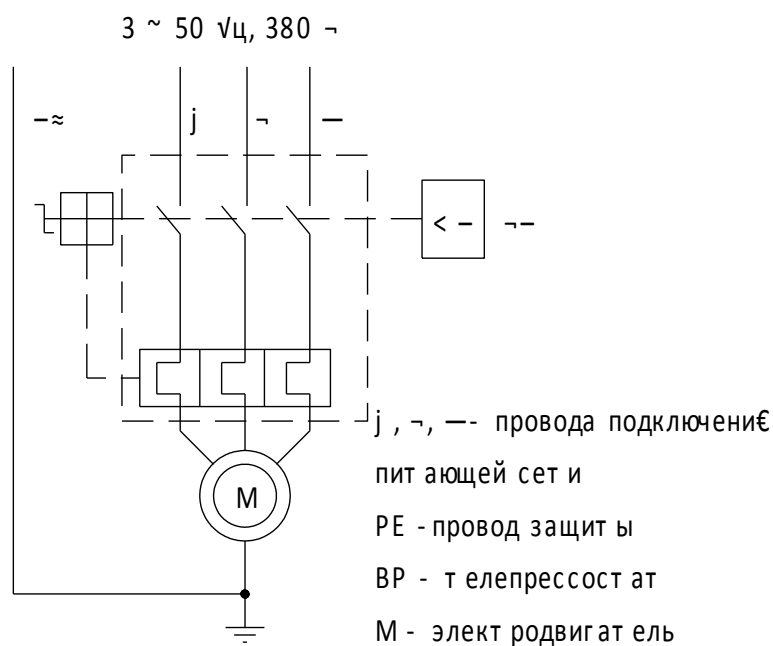 3 ~ 50 √ц, 380 ¬
–≈ j ¬ —
< – ¬–
M
j , ¬, —- провода подключени€
питающей сети
PE - провод защиты
BP - телепрессостат
M - электродвигатель